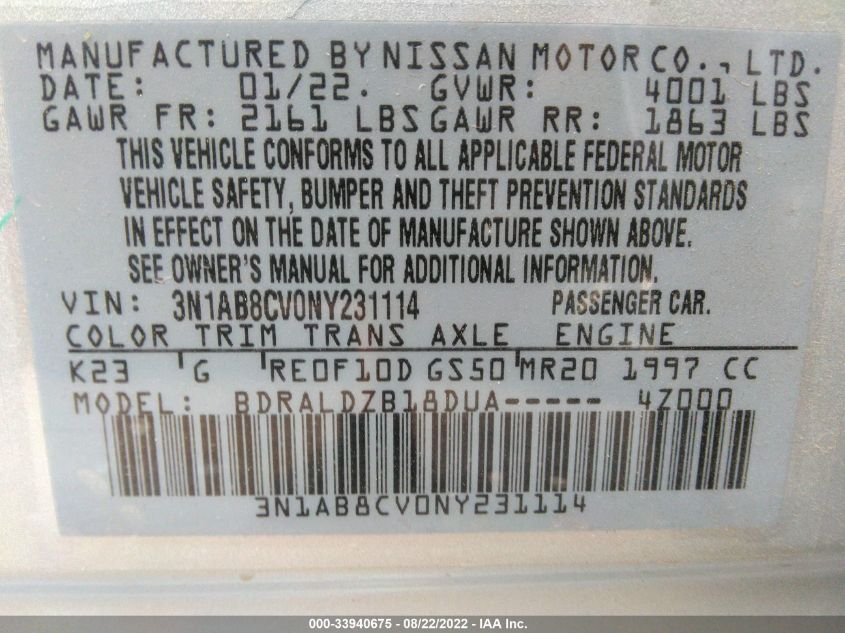 MANUFACTURED BY NISSAN MOTOR CO., LTD.
DATE: 01/22. GVWR: 4001 LBS
GAWR FR: 2161 LBS GAWR RR: 1863 LBS
THIS VEHICLE CONFORMS TO ALL APPLICABLE FEDERAL MOTOR
VEHICLE SAFETY, BUMPER AND THEFT PREVENTION STANDARDS
IN EFFECT ON THE DATE OF MANUFACTURE SHOWN ABOVE.
SEE OWNER'S MANUAL FOR ADDITIONAL INFORMATION.
VIN: 3N1AB8CV0NY231114 PASSENGER CAR.
COLOR TRIM TRANS AXLE ENGINE
K23 G RE0F10D GS50 MR20 1997 CC
MODEL: BDRALDZB18DUA----- 4Z000
3N1AB8CV0NY231114
000-33940675 - 08/22/2022 - IAA Inc.